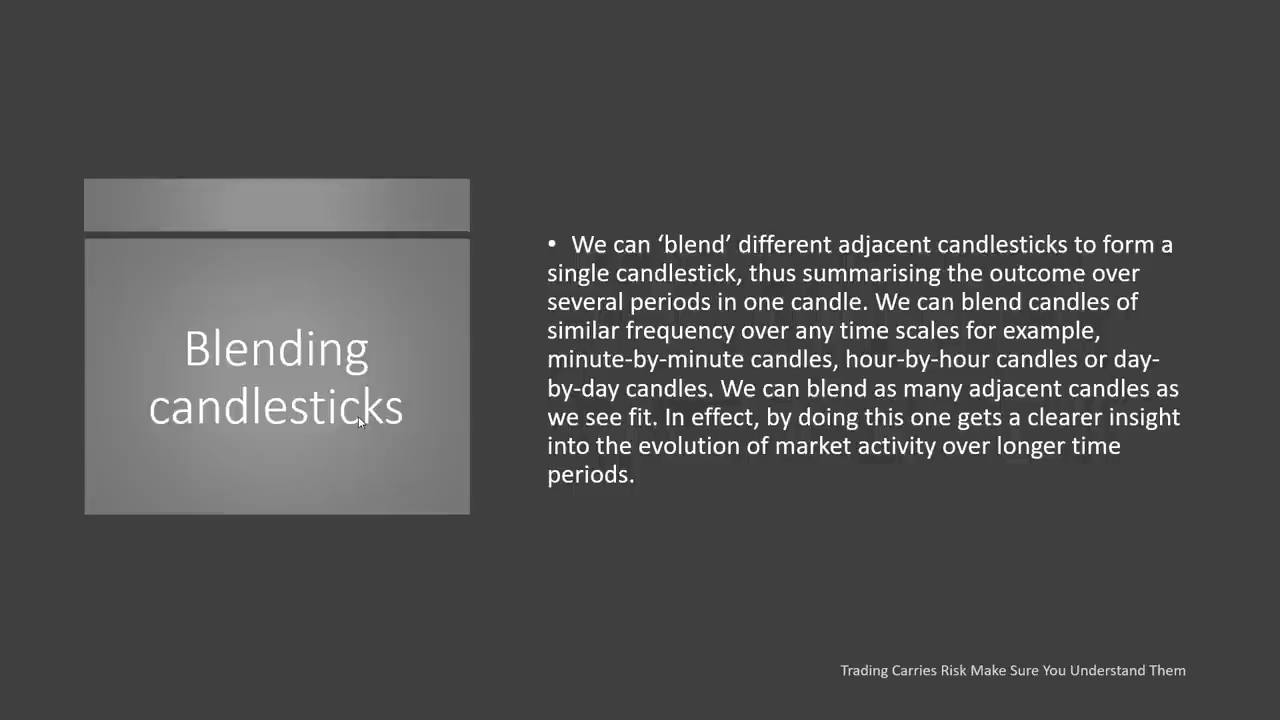 Blending
candlesticks
• We can ‘blend’ different adjacent candlesticks to form a
single candlestick, thus summarising the outcome over
several periods in one candle. We can blend candles of
similar frequency over any time scales for example,
minute-by-minute candles, hour-by-hour candles or day-
by-day candles. We can blend as many adjacent candles as
we see fit. In effect, by doing this one gets a clearer insight
into the evolution of market activity over longer time
periods.
Trading Carries Risk Make Sure You Understand Them